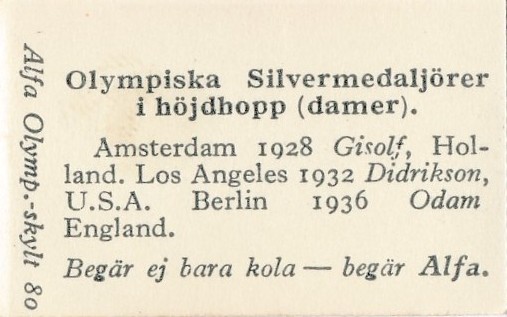 Alfa Olymp.-skylt 80
Olympiska Silvermedaljörer
i höjdhopp (damer).
Amsterdam 1928 Gisolf, Hol-
land. Los Angeles 1932 Didrikson,
U.S.A. Berlin 1936 Odam
England.
Begär ej bara kola — begär Alfa.